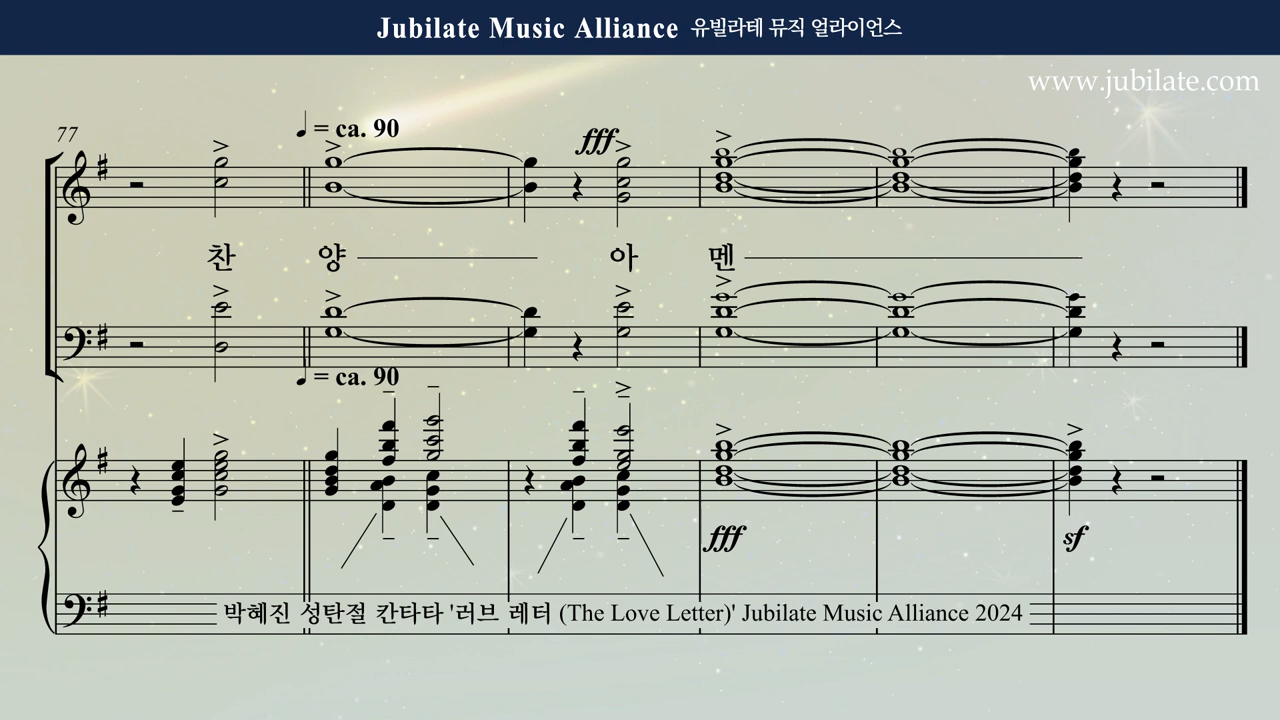 Jubilate Music Alliance 유빌라테 뮤직 얼라이언스
www.jubilate.com
77
♩ = ca. 90
fff
찬 양 아 멘
♩ = ca. 90
fff sf
박혜진 성탄절 칸타타 '러브 레터 (The Love Letter)' Jubilate Music Alliance 2024